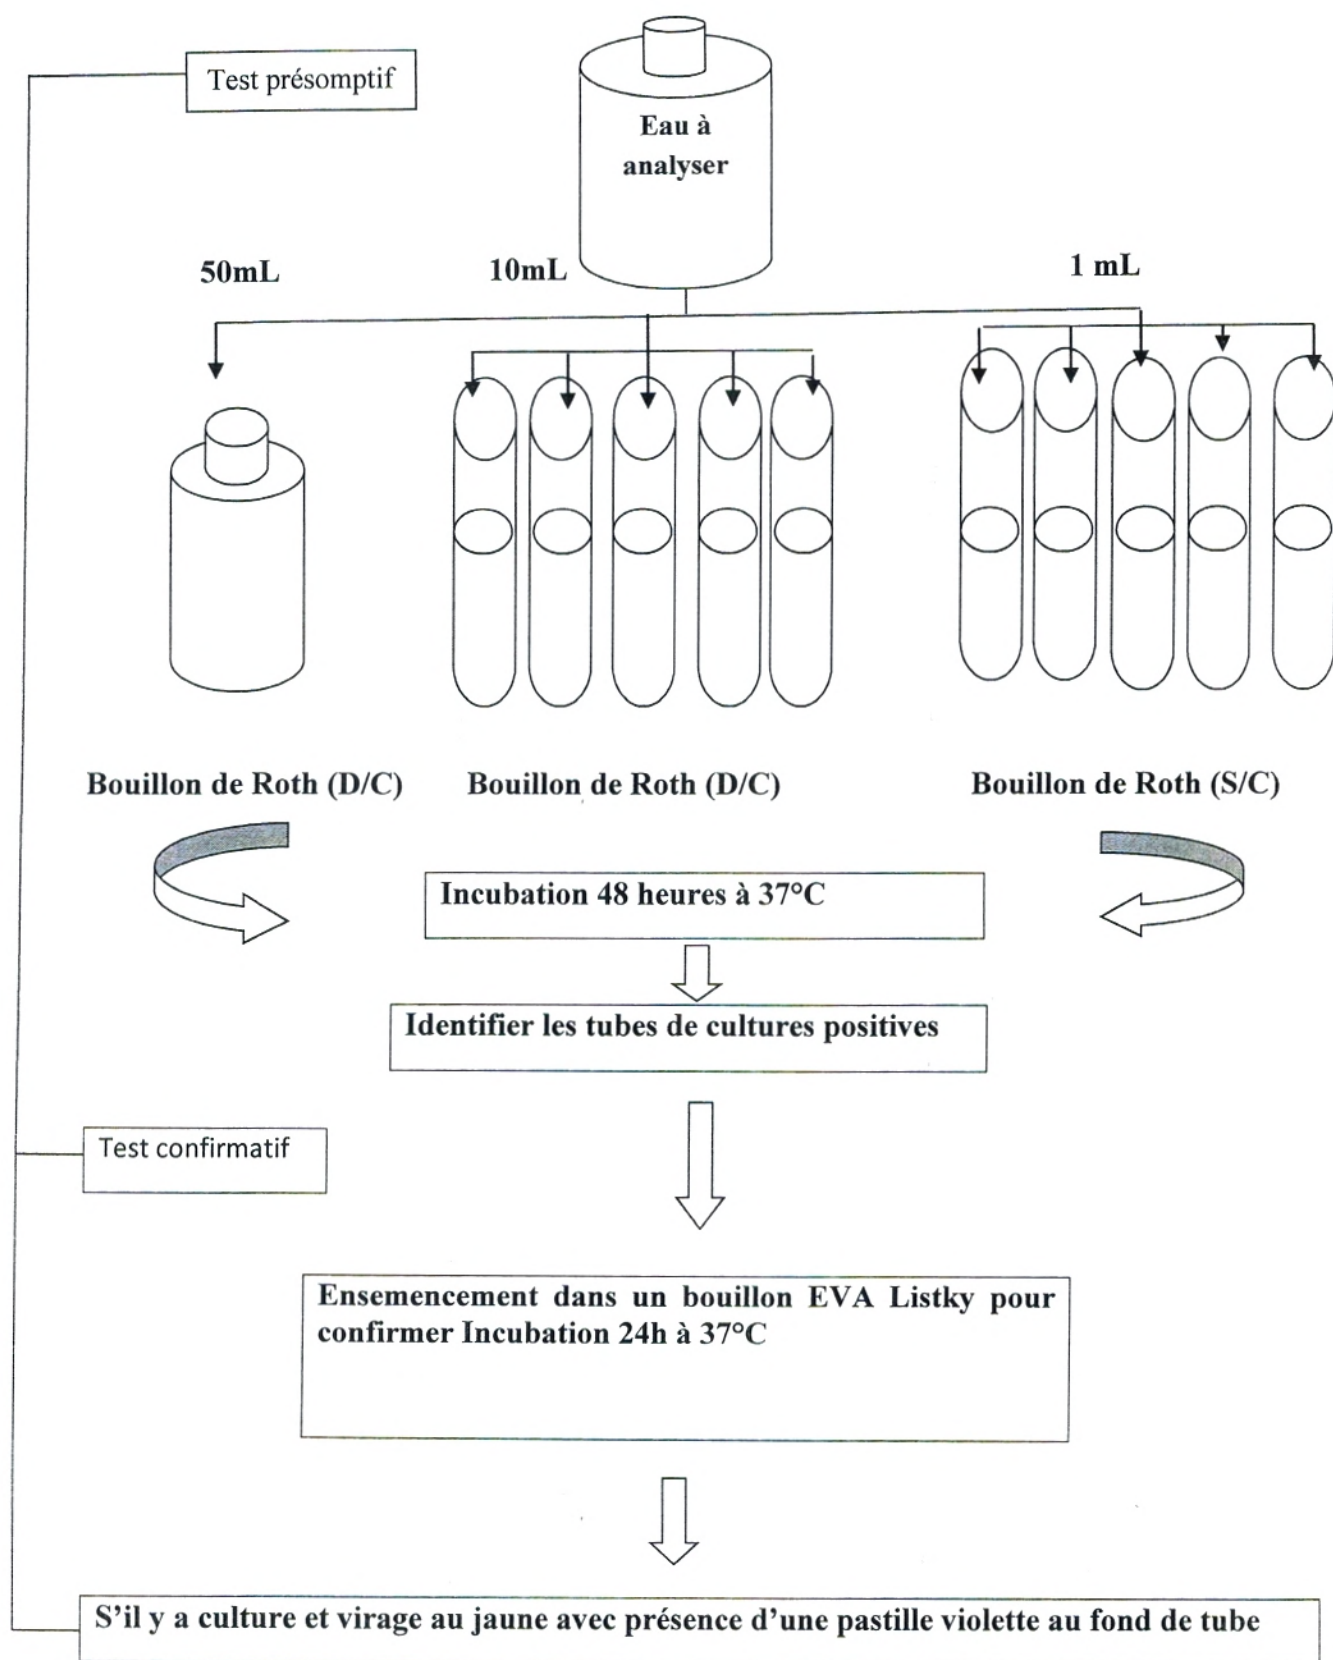 Test présomptif
Eau à
analyser
50mL
10mL
1 mL
Bouillon de Roth (D/C)
Bouillon de Roth (D/C)
Bouillon de Roth (S/C)
Incubation 48 heures à 37°C
Identifier les tubes de cultures positives
Test confirmatif
Ensemencement dans un bouillon EVA Listky pour
confirmer Incubation 24h à 37°C
S’il y a culture et virage au jaune avec présence d’une pastille violette au fond de tube